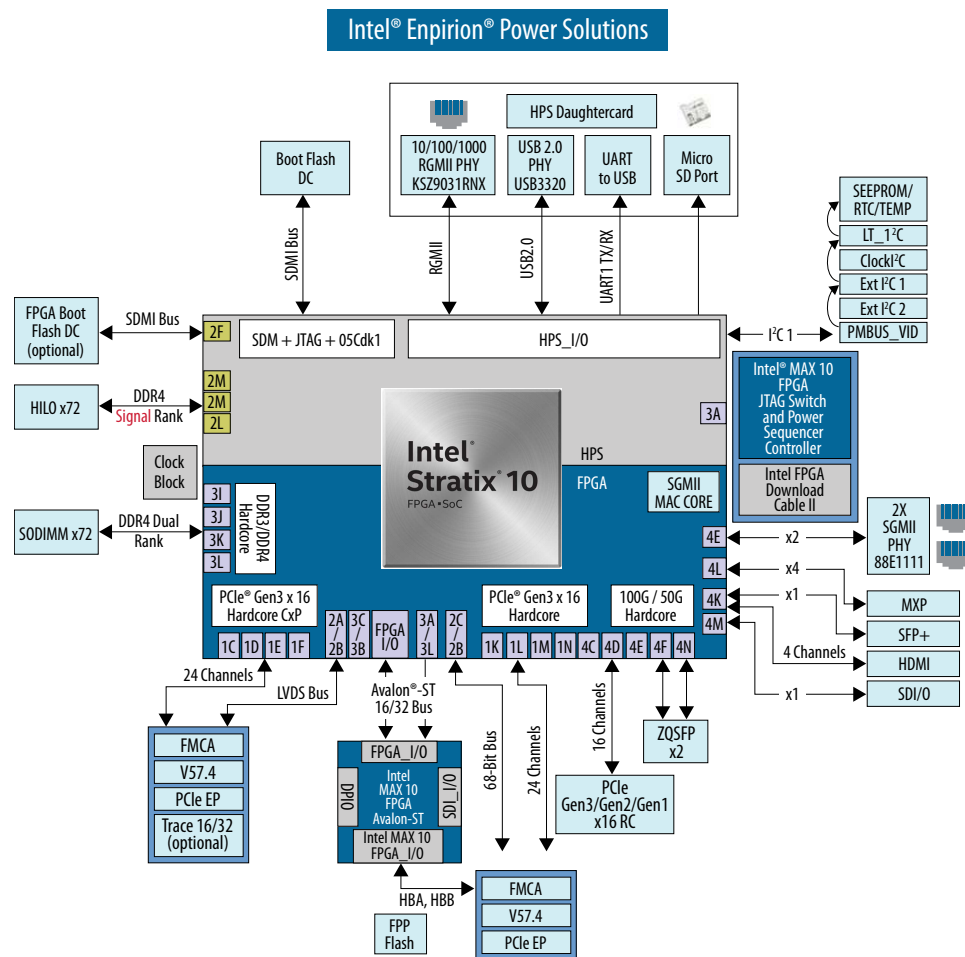 Intel® Enpirion® Power Solutions
HPS Daughtercard
Boot Flash
DC
10/100/1000
RGMII PHY
KSZ9031RNX
USB 2.0
PHY
USB3320
UART
to USB
Micro
SD Port
SEEPROM/
RTC/TEMP
LT_1²C
ClockI²C
Ext I²C 1
Ext I²C 2
PMBUS_VID
SDMI Bus
RGMII
USB2.0
UART1 TX/RX
I²C 1
FPGA Boot
Flash DC
(optional)
SDMI Bus
2F
SDM + JTAG + 05Cdk1
HPS_I/O
HILO x72
DDR4
Signal Rank
2M
2M
2L
3A
Intel® MAX 10
FPGA
JTAG Switch
and Power
Sequencer
Controller
Intel FPGA
Download
Cable II
Intel®
Stratix® 10
FPGA • SoC
HPS
FPGA
Clock
Block
SGMII
MAC CORE
SODIMM x72
DDR4 Dual
Rank
3I
3J
3K
3L
DDR3/DDR4
Hardcore
4E
4L
4K
4M
x2
x4
x1
4 Channels
x1
2X
SGMII
PHY
88E1111
MXP
SFP+
HDMI
SDI/O
PCIe® Gen3 x 16
Hardcore CxP
PCIe® Gen3 x 16
Hardcore
100G / 50G
Hardcore
1C
1D
1E
1F
2A/
2B
3C/
3B
FPGA
I/O
3A/
3L
2C/
2B
1K
1L
1M
1N
4C
4D
4E
4F
4N
24 Channels
LVDS Bus
Avalon®-ST
16/32 Bus
68-Bit Bus
24 Channels
16 Channels
ZQSFP
x2
FMCA
V57.4
PCIe EP
Trace 16/32
(optional)
FPGA_I/O
DPIO
Intel
MAX 10
FPGA
Avalon-ST
SDI_I/O
Intel MAX 10
FPGA_I/O
PCIe
Gen3/Gen2/Gen1
x16 RC
HBA, HBB
FPP
Flash
FMCA
V57.4
PCIe EP